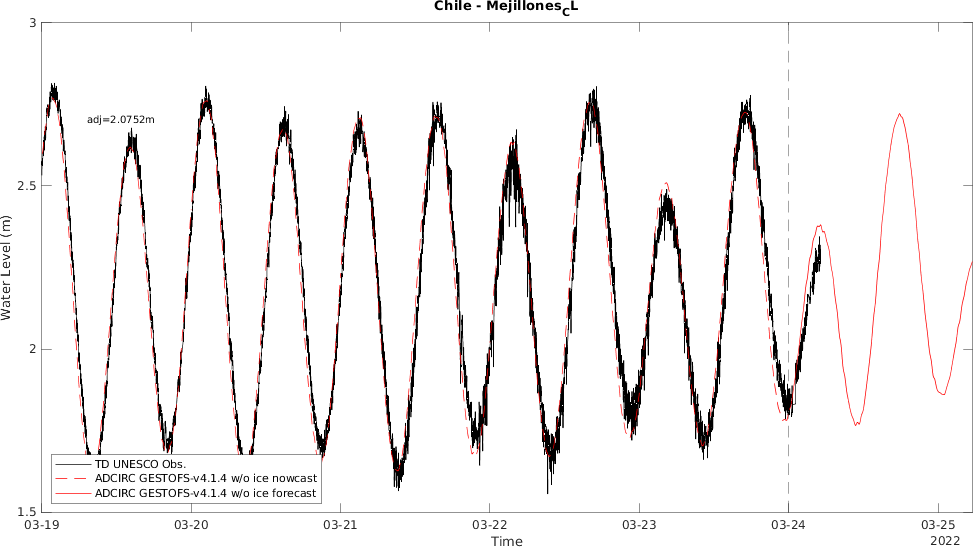 Chile - Mejillones_CL
3
adj=2.0752m
2.5
Water Level (m)
2
TD UNESCO Obs.
ADCIRC GESTOFS-v4.1.4 w/o ice nowcast
ADCIRC GESTOFS-v4.1.4 w/o ice forecast
1.5
03-19 03-20 03-21 03-22 03-23 03-24 03-25
Time 2022